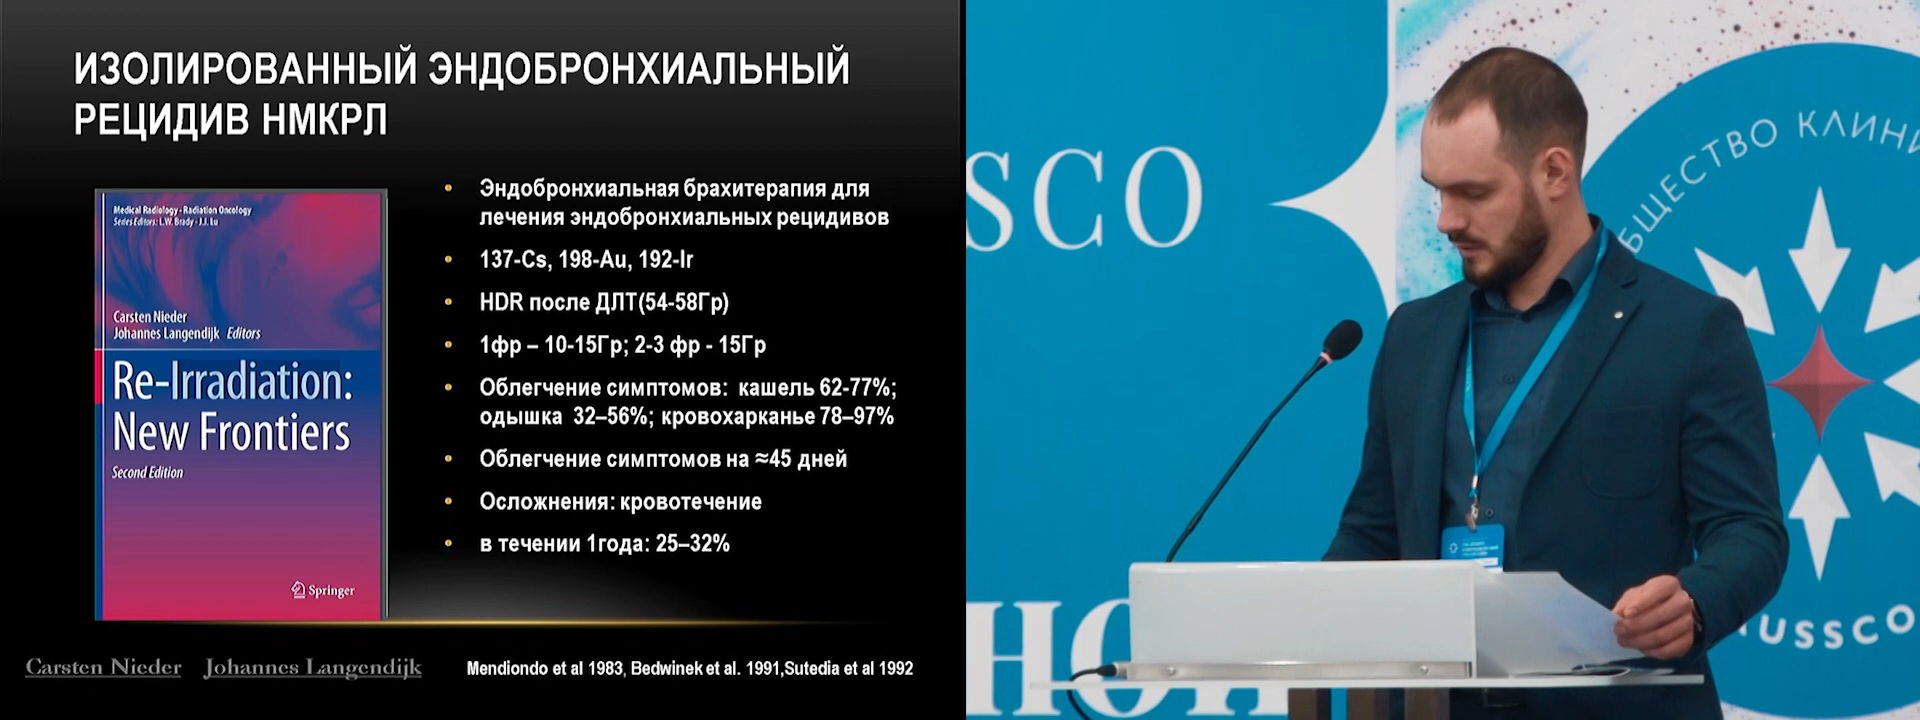 ИЗОЛИРОВАННЫЙ ЭНДОБРОНХИАЛЬНЫЙ
РЕЦИДИВ НМКРЛ
Medical Radiology · Radiation Oncology
Series Editors: L.W. Brady · J.J. Lu
Carsten Nieder
Johannes Langendijk Editors
Re-Irradiation:
New Frontiers
Second Edition
Springer
• Эндобронхиальная брахитерапия для
лечения эндобронхиальных рецидивов
• 137-Cs, 198-Au, 192-Ir
• HDR после ДЛТ(54-58Гр)
• 1фр – 10-15Гр; 2-3 фр - 15Гр
• Облегчение симптомов: кашель 62-77%;
одышка 32–56%; кровохарканье 78–97%
• Облегчение симптомов на ≈45 дней
• Осложнения: кровотечение
• в течении 1года: 25–32%
Carsten Nieder Johannes Langendijk
Mendiondo et al 1983, Bedwinek et al. 1991,Sutedia et al 1992
SCO
БЩЕСТВО КЛИНИ
USSCO
НОЙ